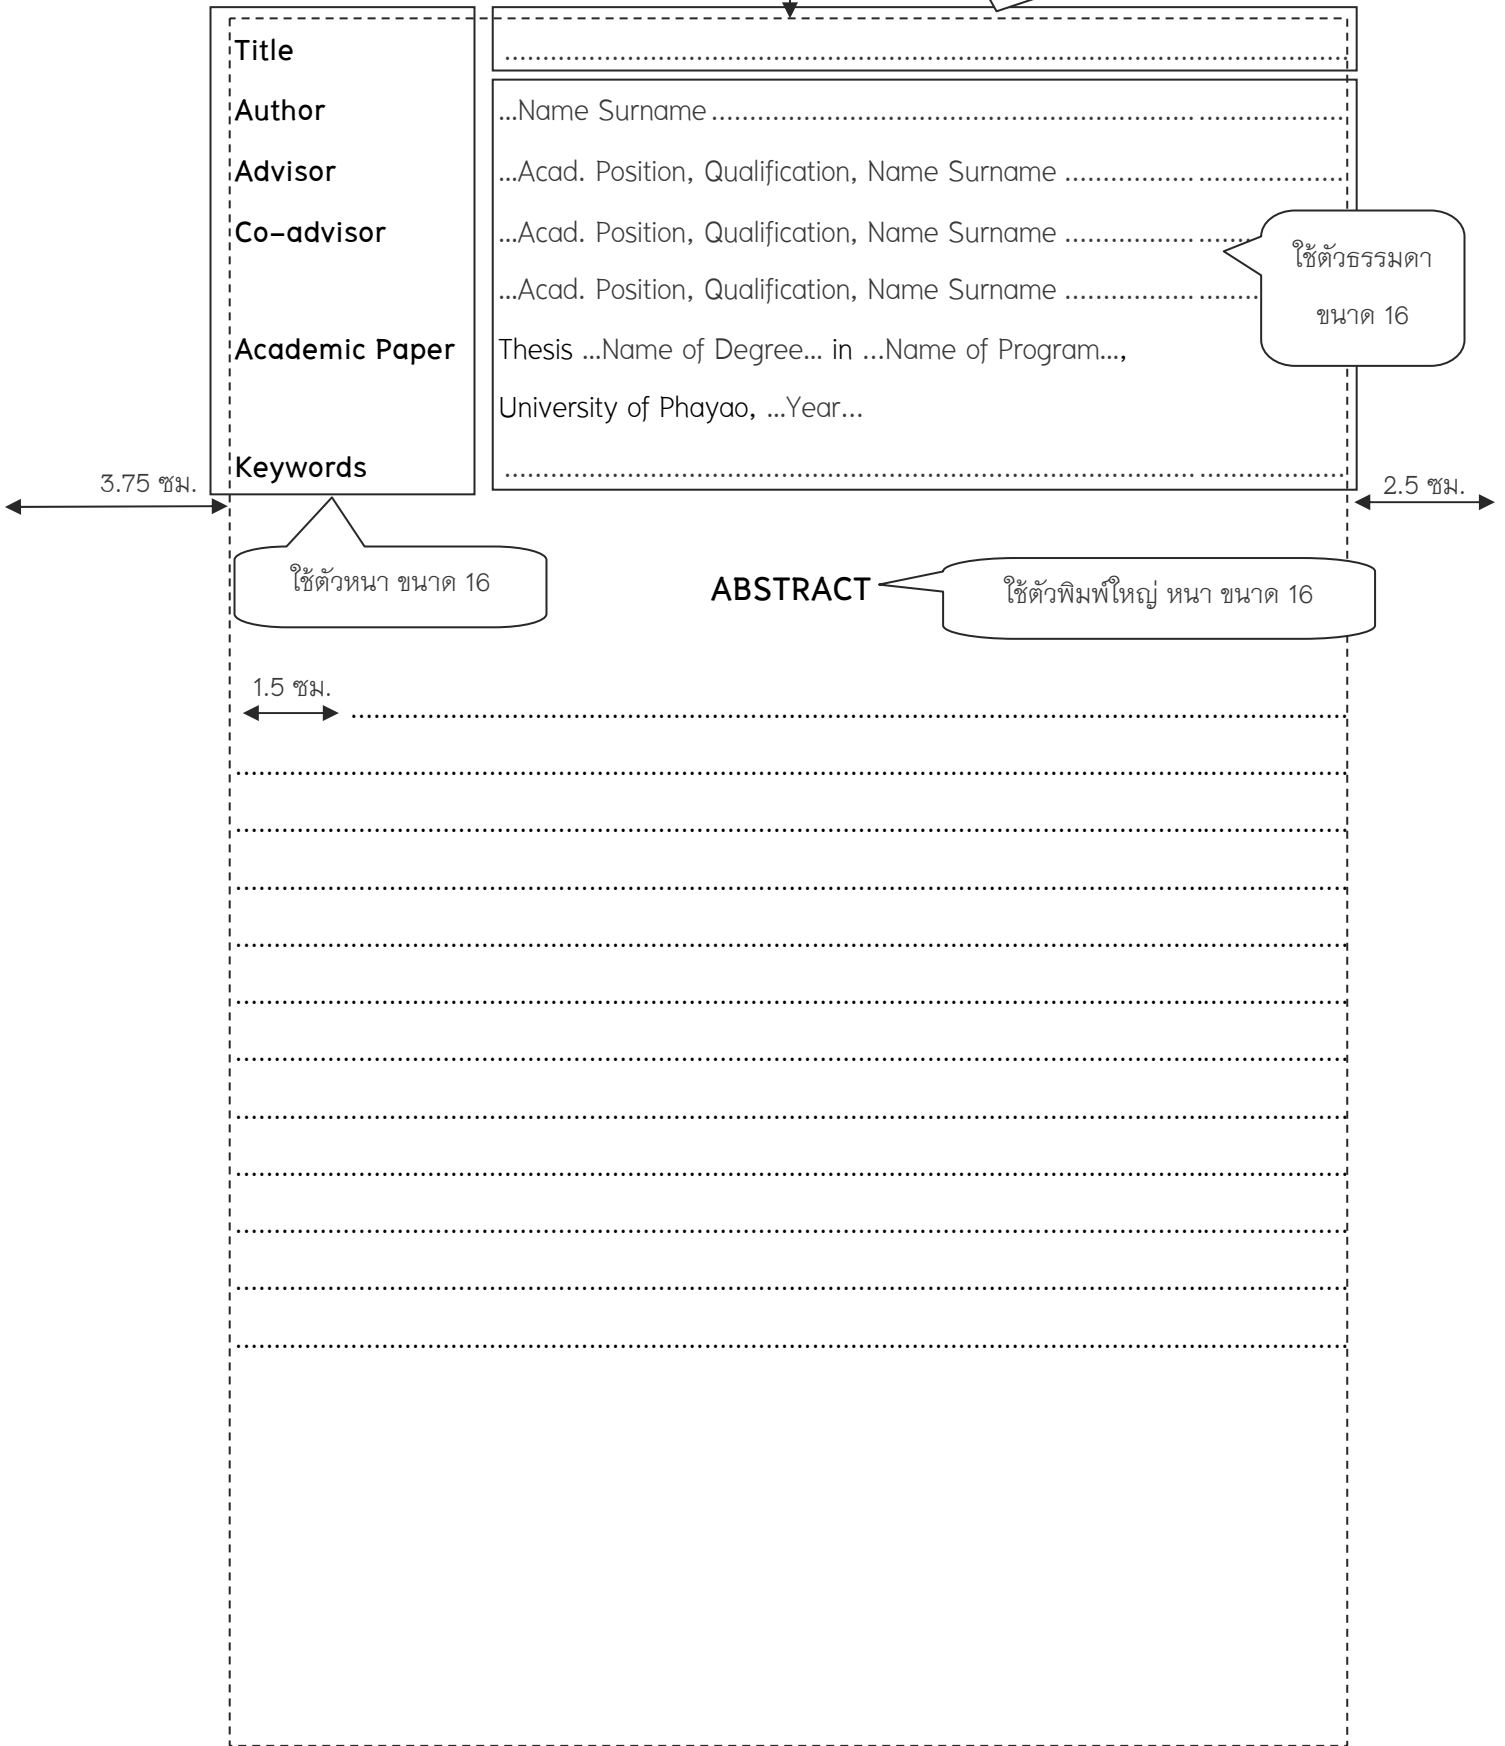 Title ................................................................................
Author ...Name Surname................................................................................
Advisor ...Acad. Position, Qualification, Name Surname ....................................
Co-advisor ...Acad. Position, Qualification, Name Surname ........................
...Acad. Position, Qualification, Name Surname .........................
ใช้ตัวธรรมดา
ขนาด 16
Academic Paper Thesis ...Name of Degree... in ...Name of Program...,
University of Phayao, ...Year...
Keywords ................................................................................
3.75 ซม.
2.5 ซม.
ใช้ตัวหนา ขนาด 16
ABSTRACT
ใช้ตัวพิมพ์ใหญ่ หนา ขนาด 16
1.5 ซม.
................................................................................
................................................................................
................................................................................
................................................................................
................................................................................
................................................................................
................................................................................
................................................................................
................................................................................
................................................................................
................................................................................
................................................................................